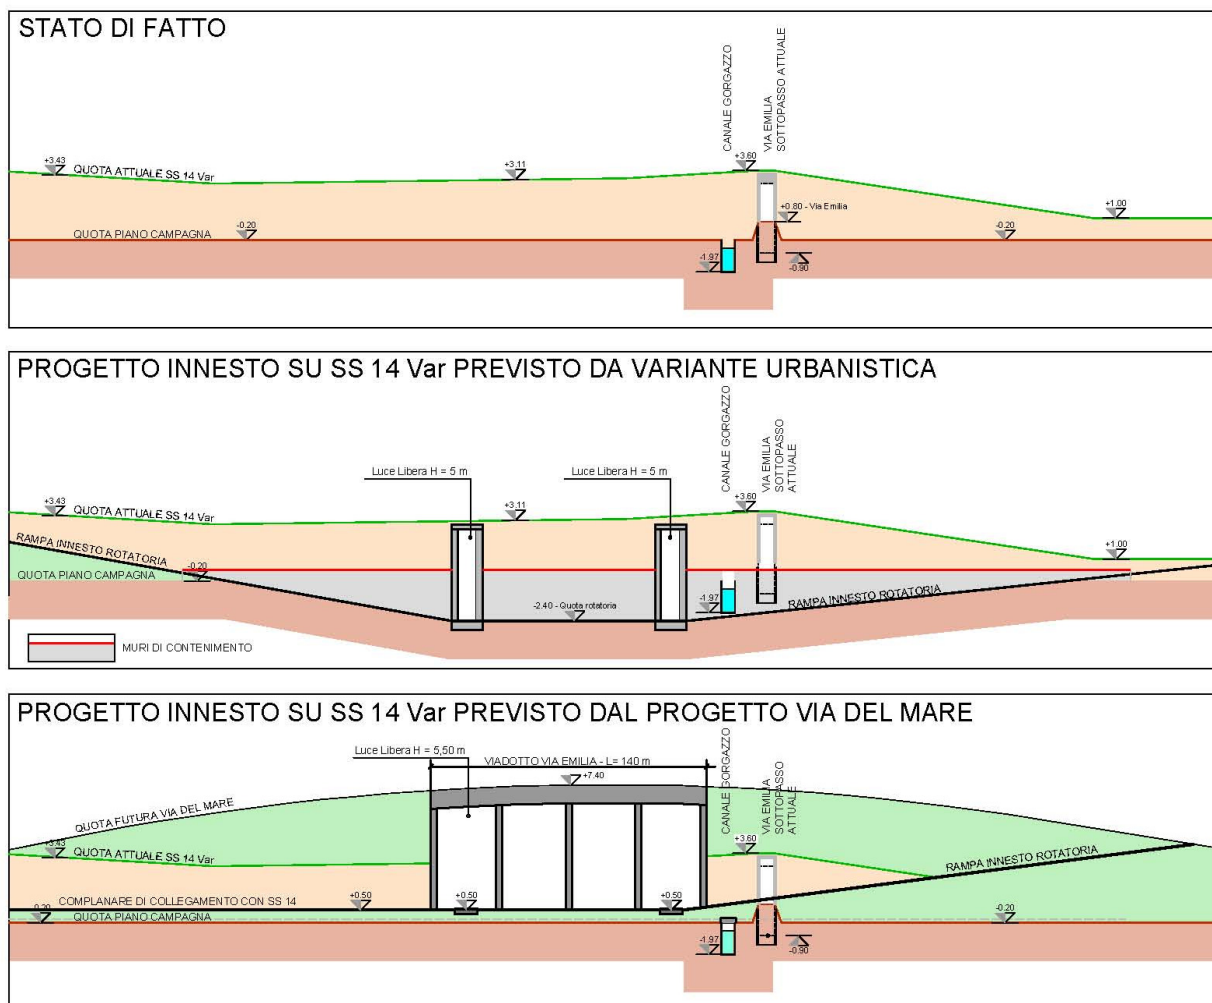 STATO DI FATTO
CANALE GORGAZZO
VIA EMILIA
SOTTOPASSO ATTUALE
+3.43
QUOTA ATTUALE SS 14 Var
+3.11
+3.60
+0.80 - Via Emilia
+1.00
QUOTA PIANO CAMPAGNA
-0.20
-0.20
-1.97
-0.90
PROGETTO INNESTO SU SS 14 Var PREVISTO DA VARIANTE URBANISTICA
CANALE GORGAZZO
VIA EMILIA
SOTTOPASSO
ATTUALE
Luce Libera H = 5 m
Luce Libera H = 5 m
+3.43
QUOTA ATTUALE SS 14 Var
+3.11
+3.60
+1.00
RAMPA INNESTO ROTATORIA
-0.20
QUOTA PIANO CAMPAGNA
-2.40 - Quota rotatoria
-1.97
RAMPA INNESTO ROTATORIA
MURI DI CONTENIMENTO
PROGETTO INNESTO SU SS 14 Var PREVISTO DAL PROGETTO VIA DEL MARE
Luce Libera H = 5,50 m
VIADOTTO VIA EMILIA - L= 140 m
+7.40
CANALE GORGAZZO
VIA EMILIA
SOTTOPASSO
ATTUALE
QUOTA FUTURA VIA DEL MARE
+3.43
QUOTA ATTUALE SS 14 Var
+3.60
RAMPA INNESTO ROTATORIA
COMPLANARE DI COLLEGAMENTO CON SS 14
+0.50
+0.50
+0.50
-0.20
QUOTA PIANO CAMPAGNA
-0.20
-1.97
-0.90